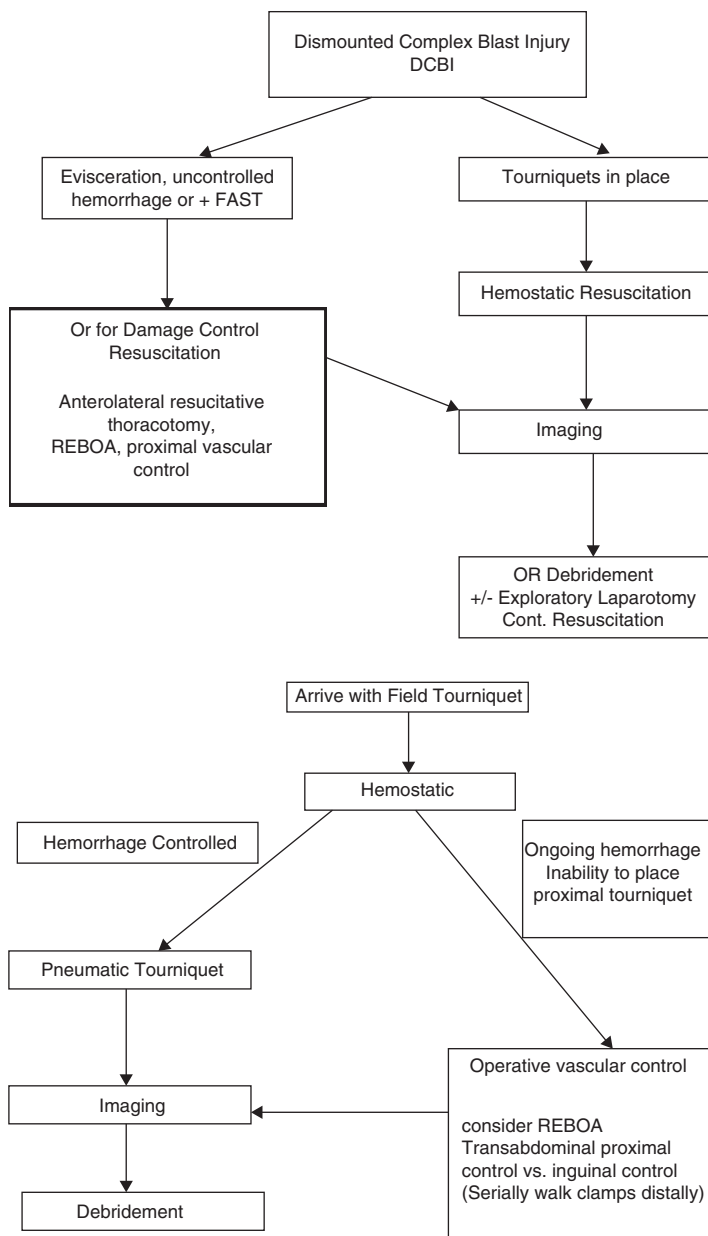 Dismounted Complex Blast Injury
DCBI
Evisceration, uncontrolled
hemorrhage or + FAST
Tourniquets in place
Hemostatic Resuscitation
Or for Damage Control
Resuscitation
Anterolateral resucitative
thoracotomy,
REBOA, proximal vascular
control
Imaging
OR Debridement
+/- Exploratory Laparotomy
Cont. Resuscitation
Arrive with Field Tourniquet
Hemostatic
Hemorrhage Controlled
Ongoing hemorrhage
Inability to place
proximal tourniquet
Pneumatic Tourniquet
Operative vascular control
consider REBOA
Transabdominal proximal
control vs. inguinal control
(Serially walk clamps distally)
Imaging
Debridement